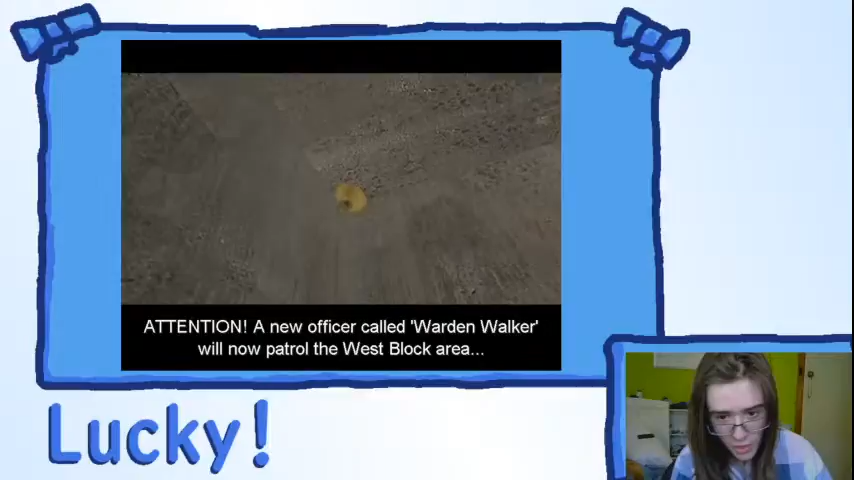 ATTENTION! A new officer called 'Warden Walker'
will now patrol the West Block area...
Lucky!